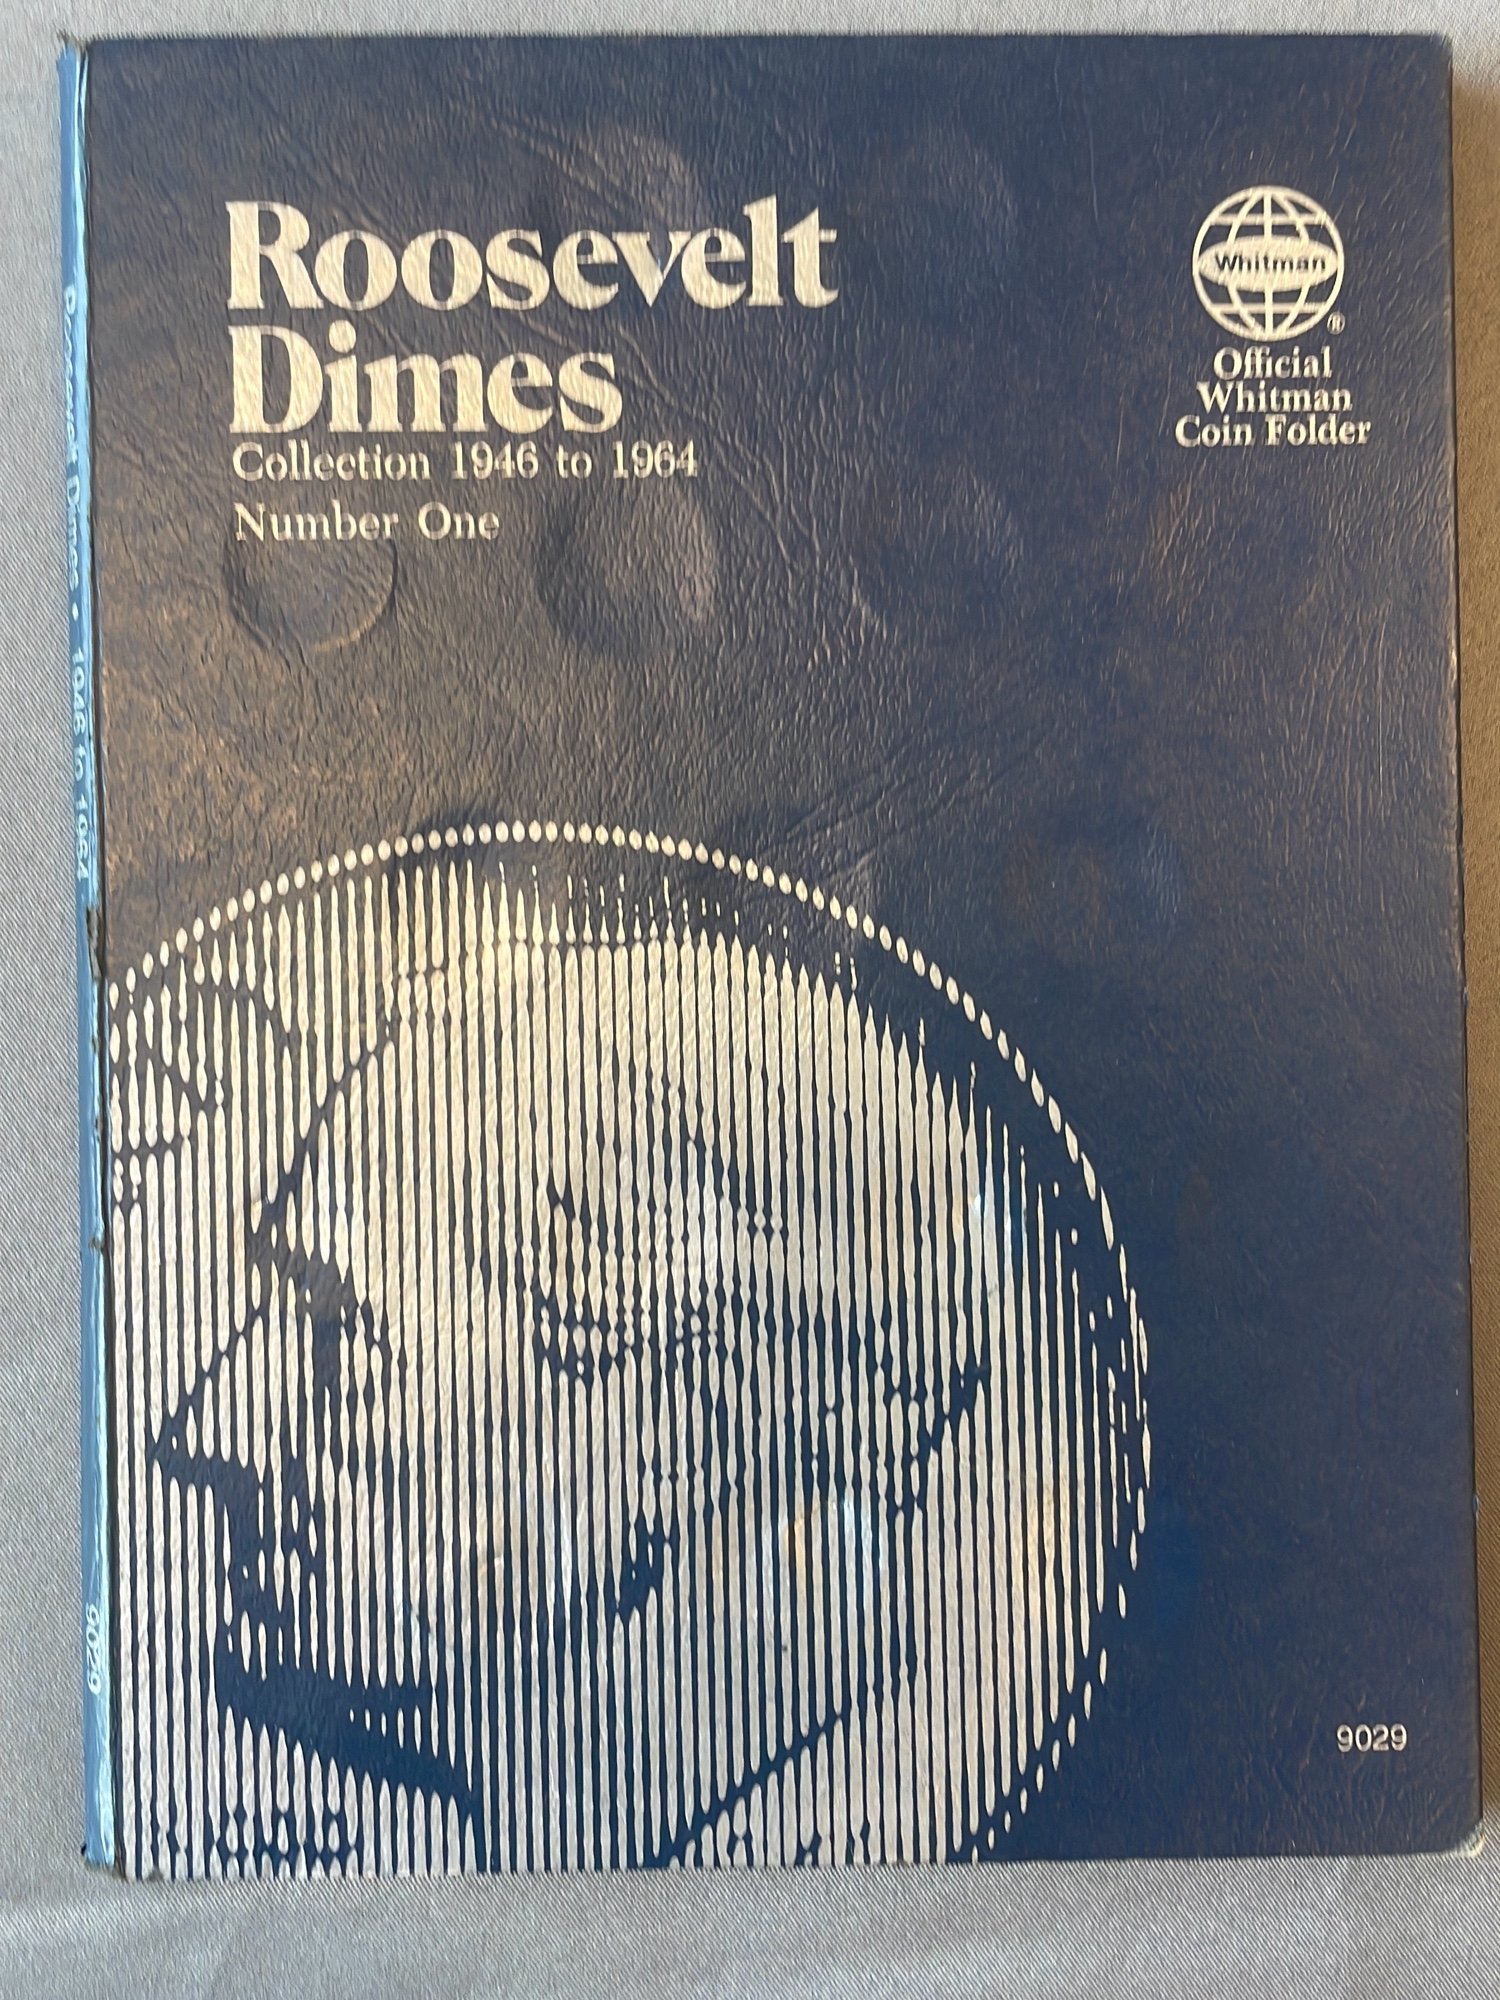 Roosevelt
Dimes
Collection 1946 to 1964
Number One
Whitman
®
Official
Whitman
Coin Folder
Roosevelt Dimes • 1946 to 1964
9029
9029